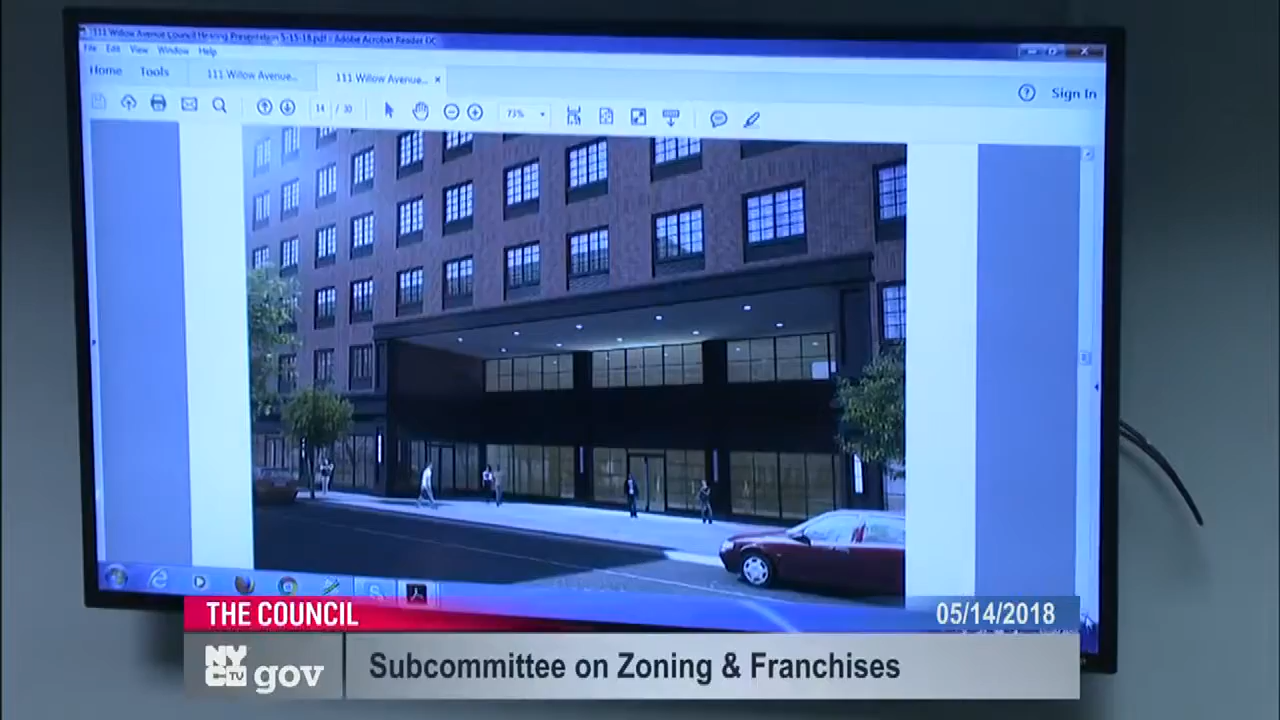 111 Willow Avenue Council Hearing Presentation 5-15-18.pdf - Adobe Acrobat Reader DC
File Edit View Window Help
Home Tools 111 Willow Avenue... 111 Willow Avenue... ×
Sign In
14 / 30 73%
THE COUNCIL 05/14/2018
NYC TV gov Subcommittee on Zoning & Franchises